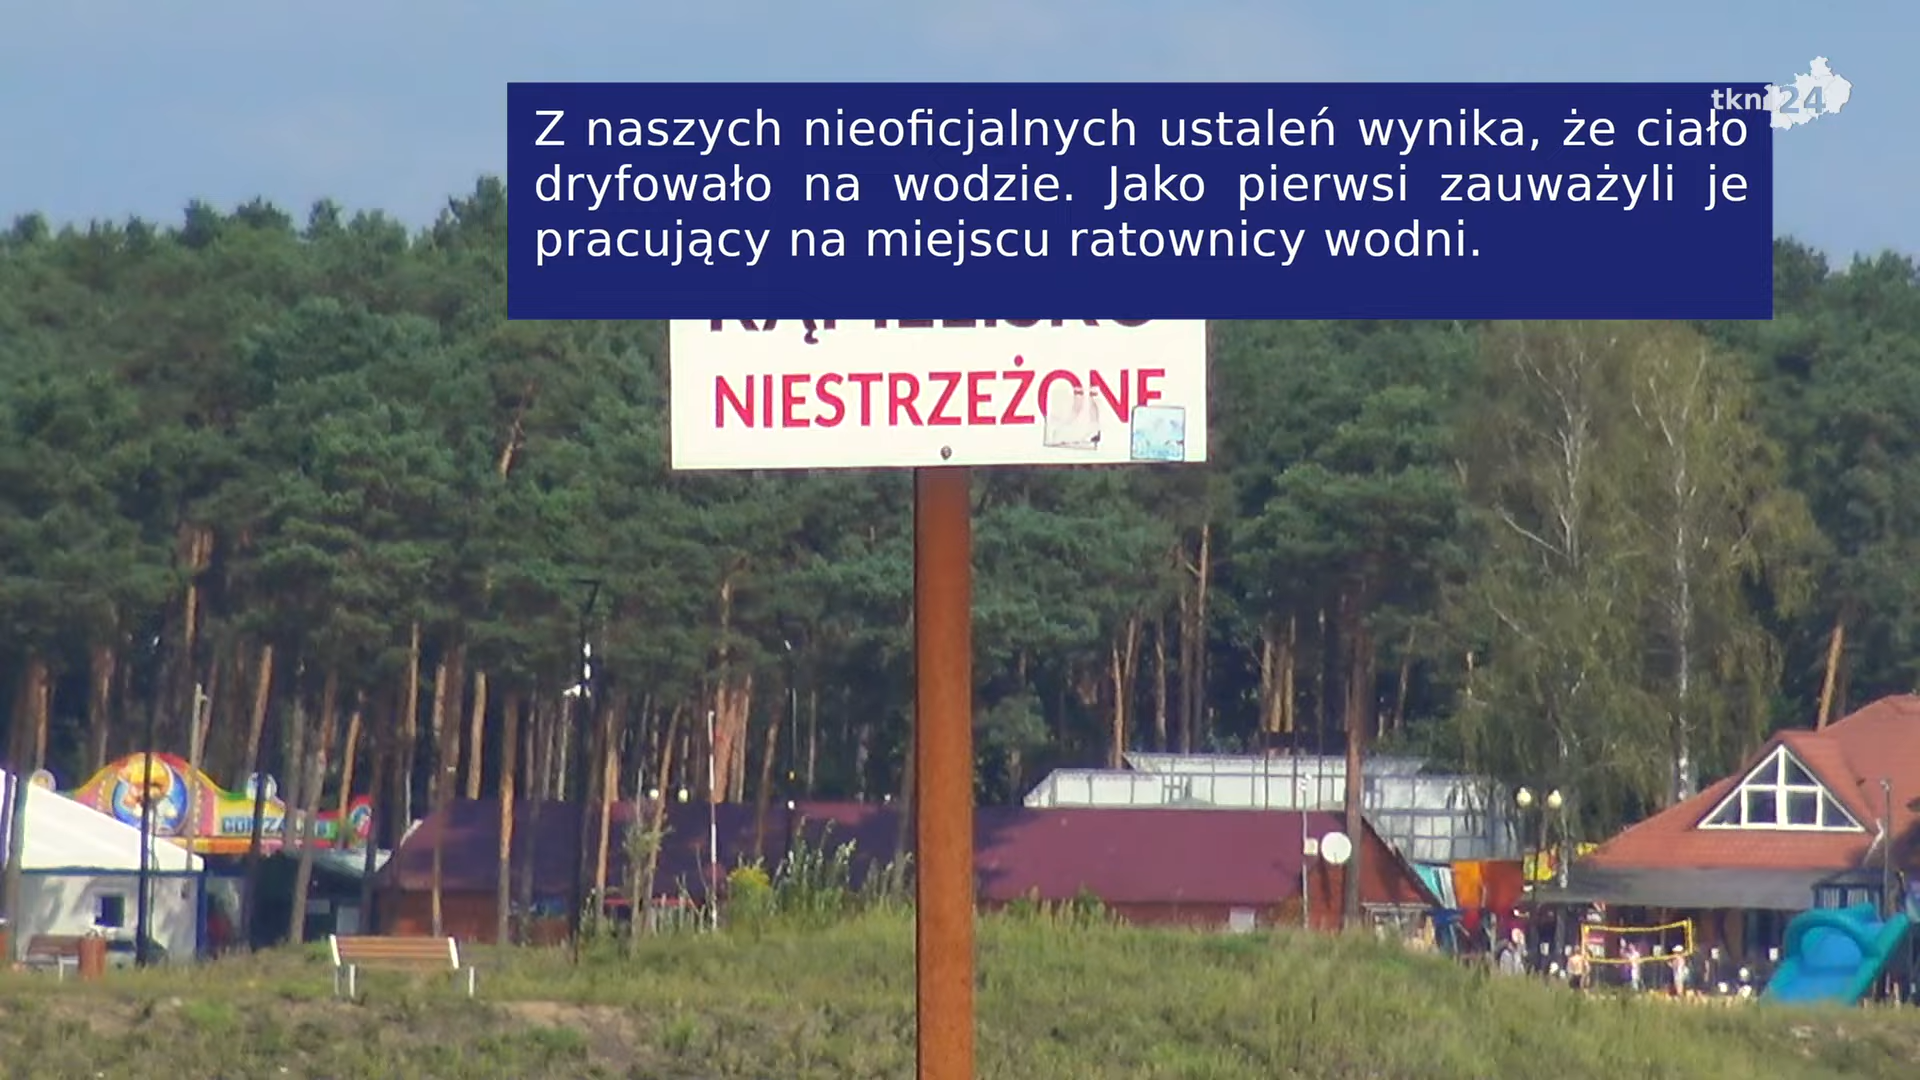 tkn24
Z naszych nieoficjalnych ustaleń wynika, że ciało
dryfowało na wodzie. Jako pierwsi zauważyli je
pracujący na miejscu ratownicy wodni.
NIESTRZEŻONE